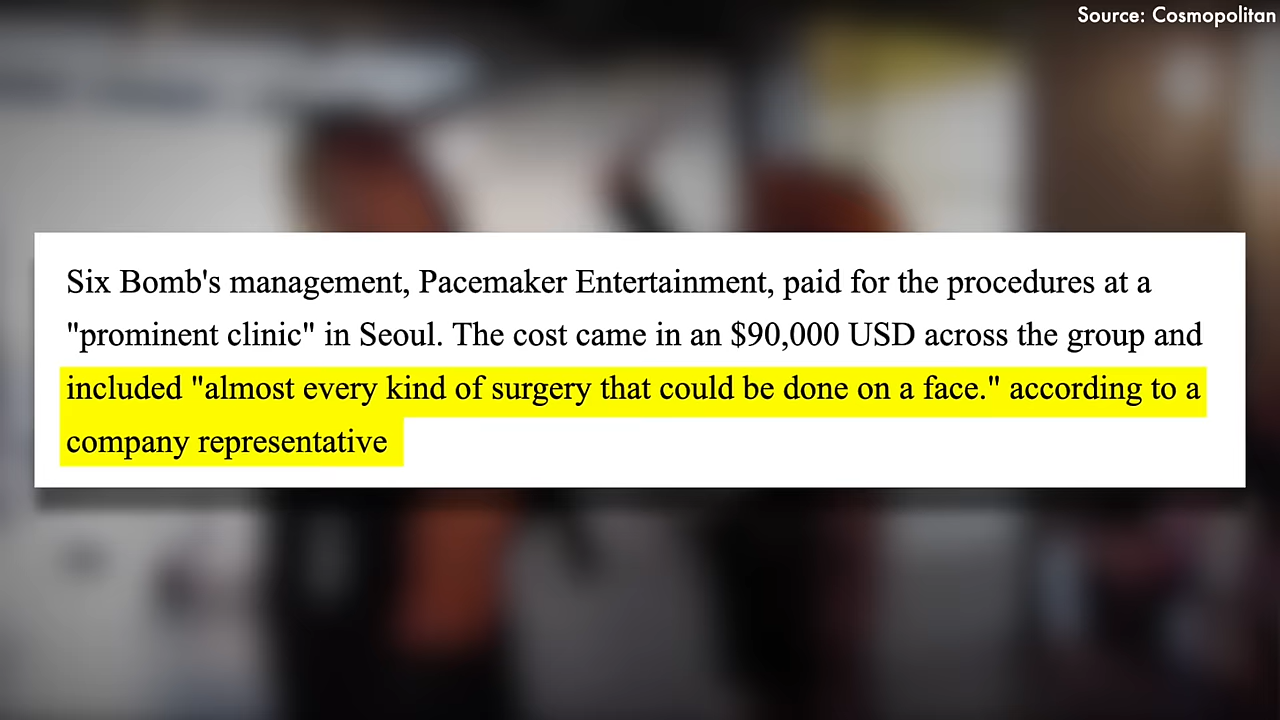 Source: Cosmopolitan
Six Bomb's management, Pacemaker Entertainment, paid for the procedures at a
"prominent clinic" in Seoul. The cost came in an $90,000 USD across the group and
included "almost every kind of surgery that could be done on a face." according to a
company representative